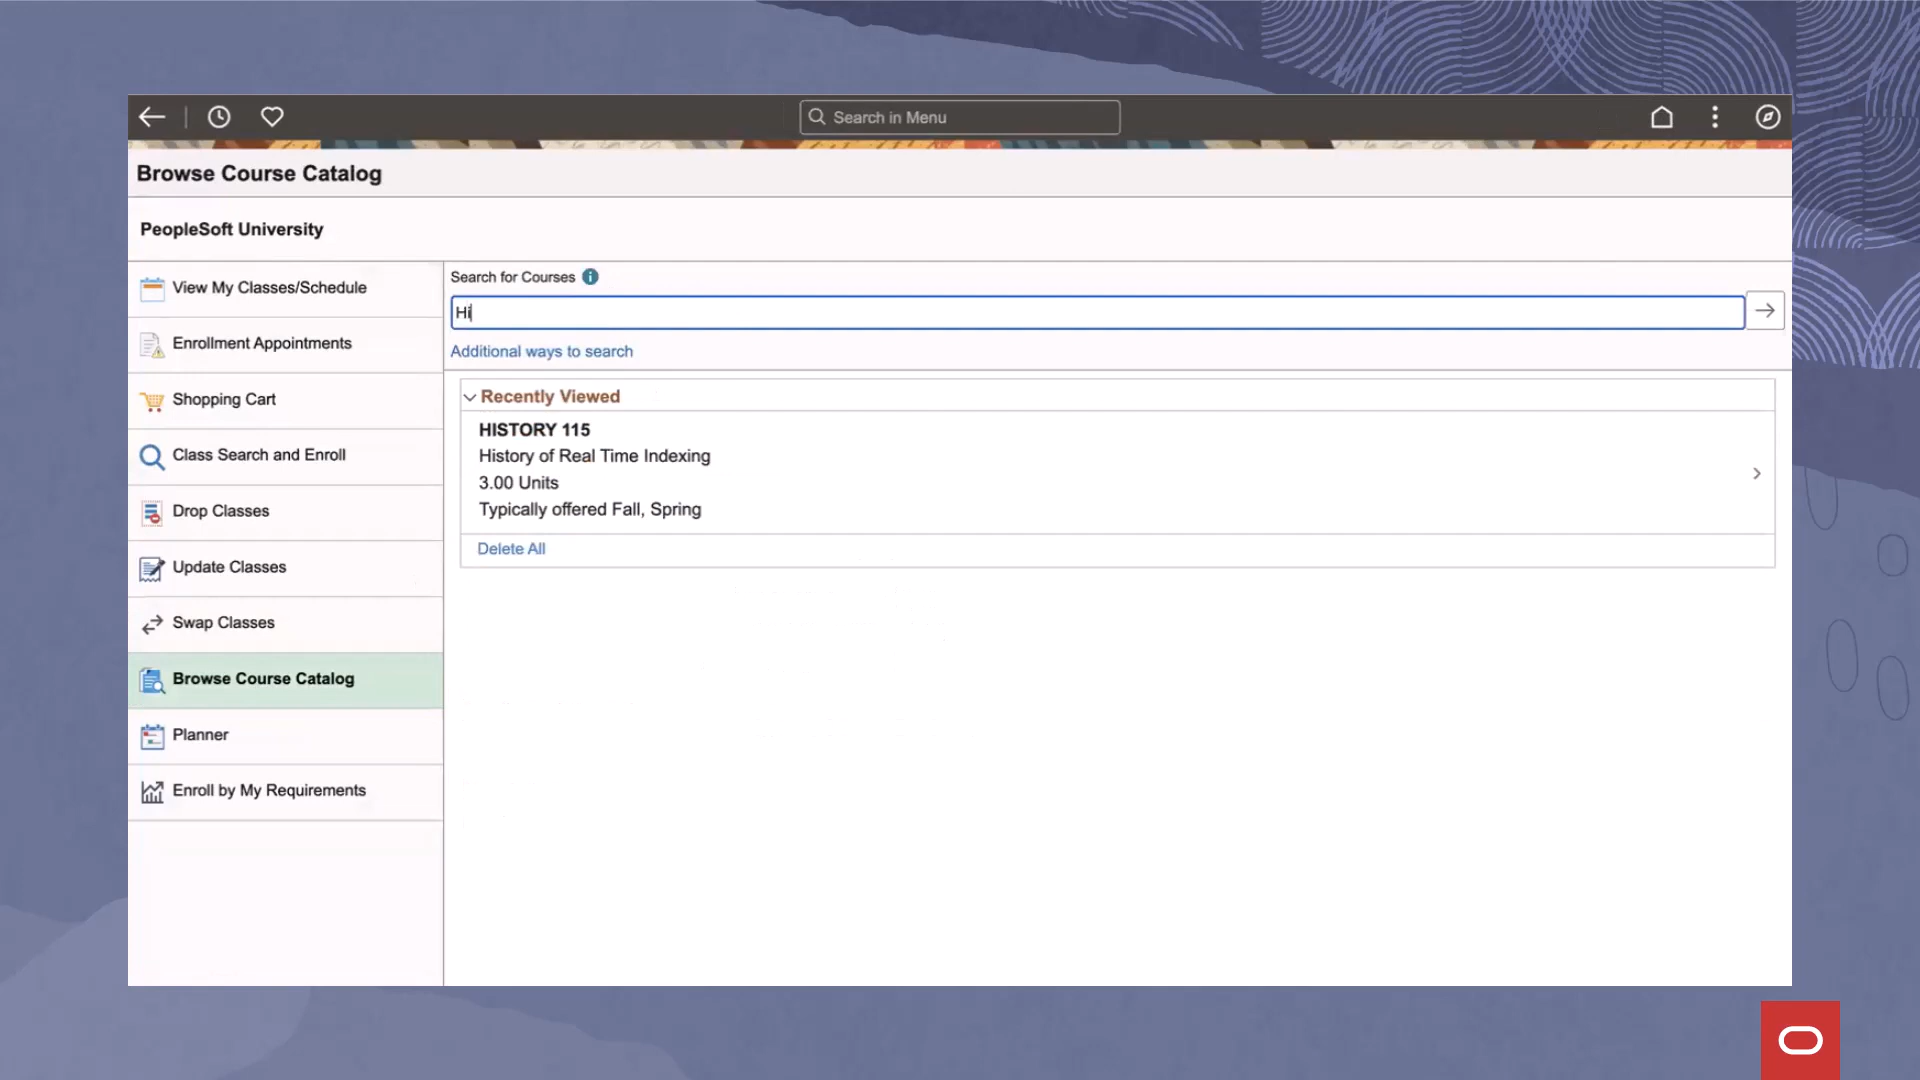 Search in Menu
Browse Course Catalog
PeopleSoft University
View My Classes/Schedule
Enrollment Appointments
Shopping Cart
Class Search and Enroll
Drop Classes
Update Classes
Swap Classes
Browse Course Catalog
Planner
Enroll by My Requirements
Search for Courses
Hi
Additional ways to search
Recently Viewed
HISTORY 115
History of Real Time Indexing
3.00 Units
Typically offered Fall, Spring
Delete All